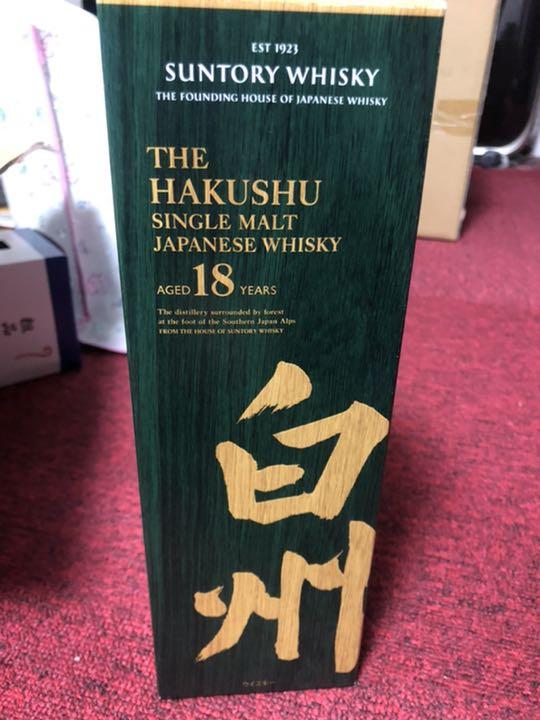 EST 1923
SUNTORY WHISKY
THE FOUNDING HOUSE OF JAPANESE WHISKY
THE
HAKUSHU
SINGLE MALT
JAPANESE WHISKY
AGED 18 YEARS
The distillery surrounded by forest
at the foot of the Southern Japan Alps
FROM THE HOUSE OF SUNTORY WHISKY
白
州
ウイスキー